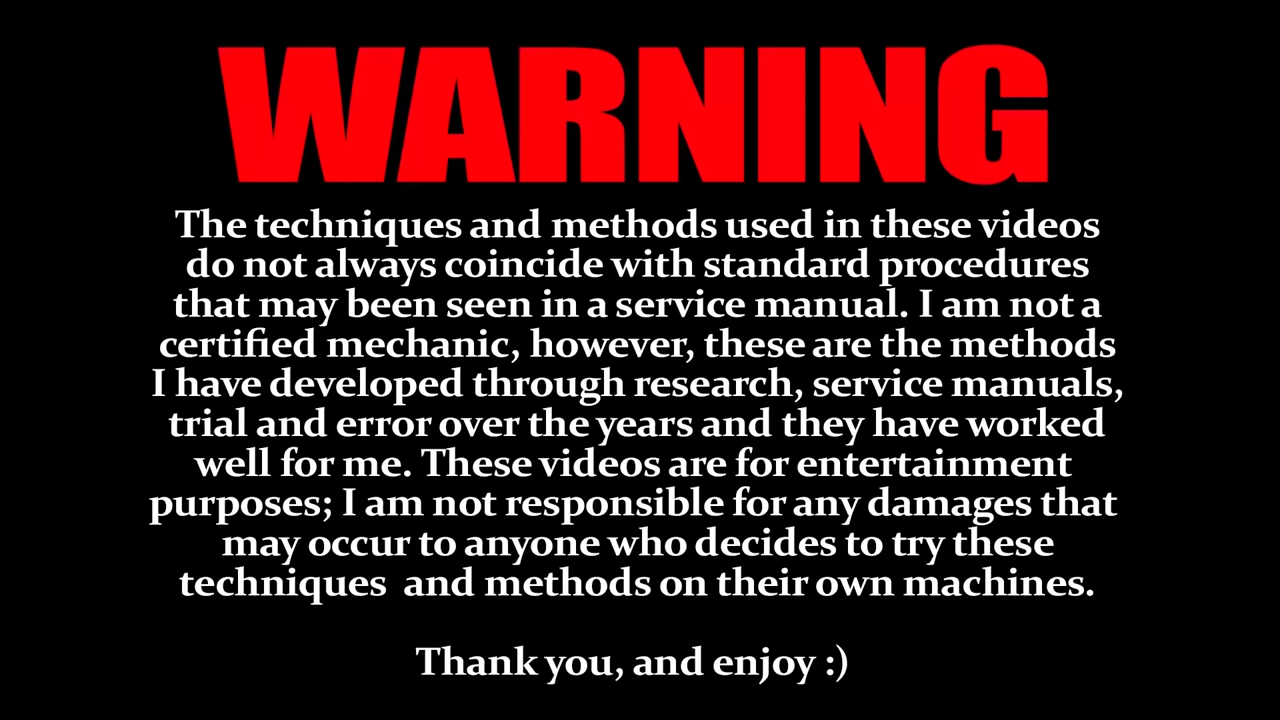 WARNING
The techniques and methods used in these videos
do not always coincide with standard procedures
that may been seen in a service manual. I am not a
certified mechanic, however, these are the methods
I have developed through research, service manuals,
trial and error over the years and they have worked
well for me. These videos are for entertainment
purposes; I am not responsible for any damages that
may occur to anyone who decides to try these
techniques  and methods on their own machines.
Thank you, and enjoy :)